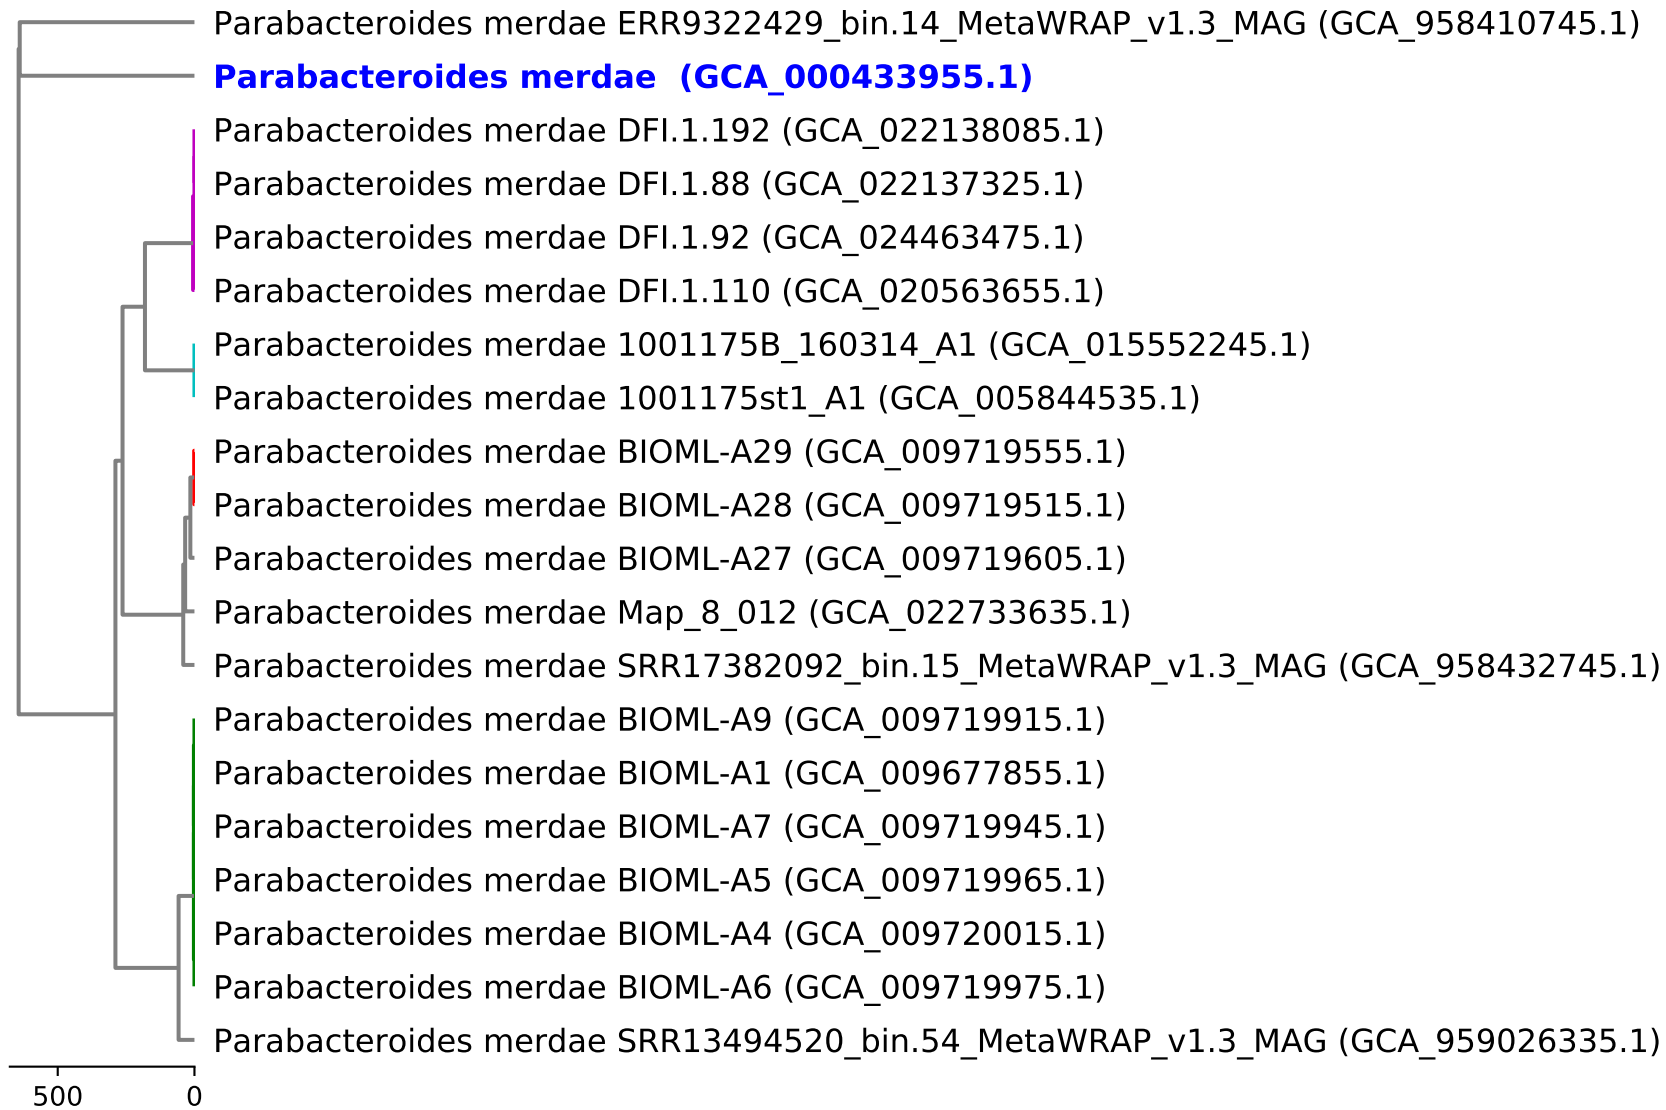 Parabacteroides merdae ERR9322429_bin.14_MetaWRAP_v1.3_MAG (GCA_958410745.1)
Parabacteroides merdae (GCA_000433955.1)
Parabacteroides merdae DFI.1.192 (GCA_022138085.1)
Parabacteroides merdae DFI.1.88 (GCA_022137325.1)
Parabacteroides merdae DFI.1.92 (GCA_024463475.1)
Parabacteroides merdae DFI.1.110 (GCA_020563655.1)
Parabacteroides merdae 1001175B_160314_A1 (GCA_015552245.1)
Parabacteroides merdae 1001175st1_A1 (GCA_005844535.1)
Parabacteroides merdae BIOML-A29 (GCA_009719555.1)
Parabacteroides merdae BIOML-A28 (GCA_009719515.1)
Parabacteroides merdae BIOML-A27 (GCA_009719605.1)
Parabacteroides merdae Map_8_012 (GCA_022733635.1)
Parabacteroides merdae SRR17382092_bin.15_MetaWRAP_v1.3_MAG (GCA_958432745.1)
Parabacteroides merdae BIOML-A9 (GCA_009719915.1)
Parabacteroides merdae BIOML-A1 (GCA_009677855.1)
Parabacteroides merdae BIOML-A7 (GCA_009719945.1)
Parabacteroides merdae BIOML-A5 (GCA_009719965.1)
Parabacteroides merdae BIOML-A4 (GCA_009720015.1)
Parabacteroides merdae BIOML-A6 (GCA_009719975.1)
Parabacteroides merdae SRR13494520_bin.54_MetaWRAP_v1.3_MAG (GCA_959026335.1)
500 0